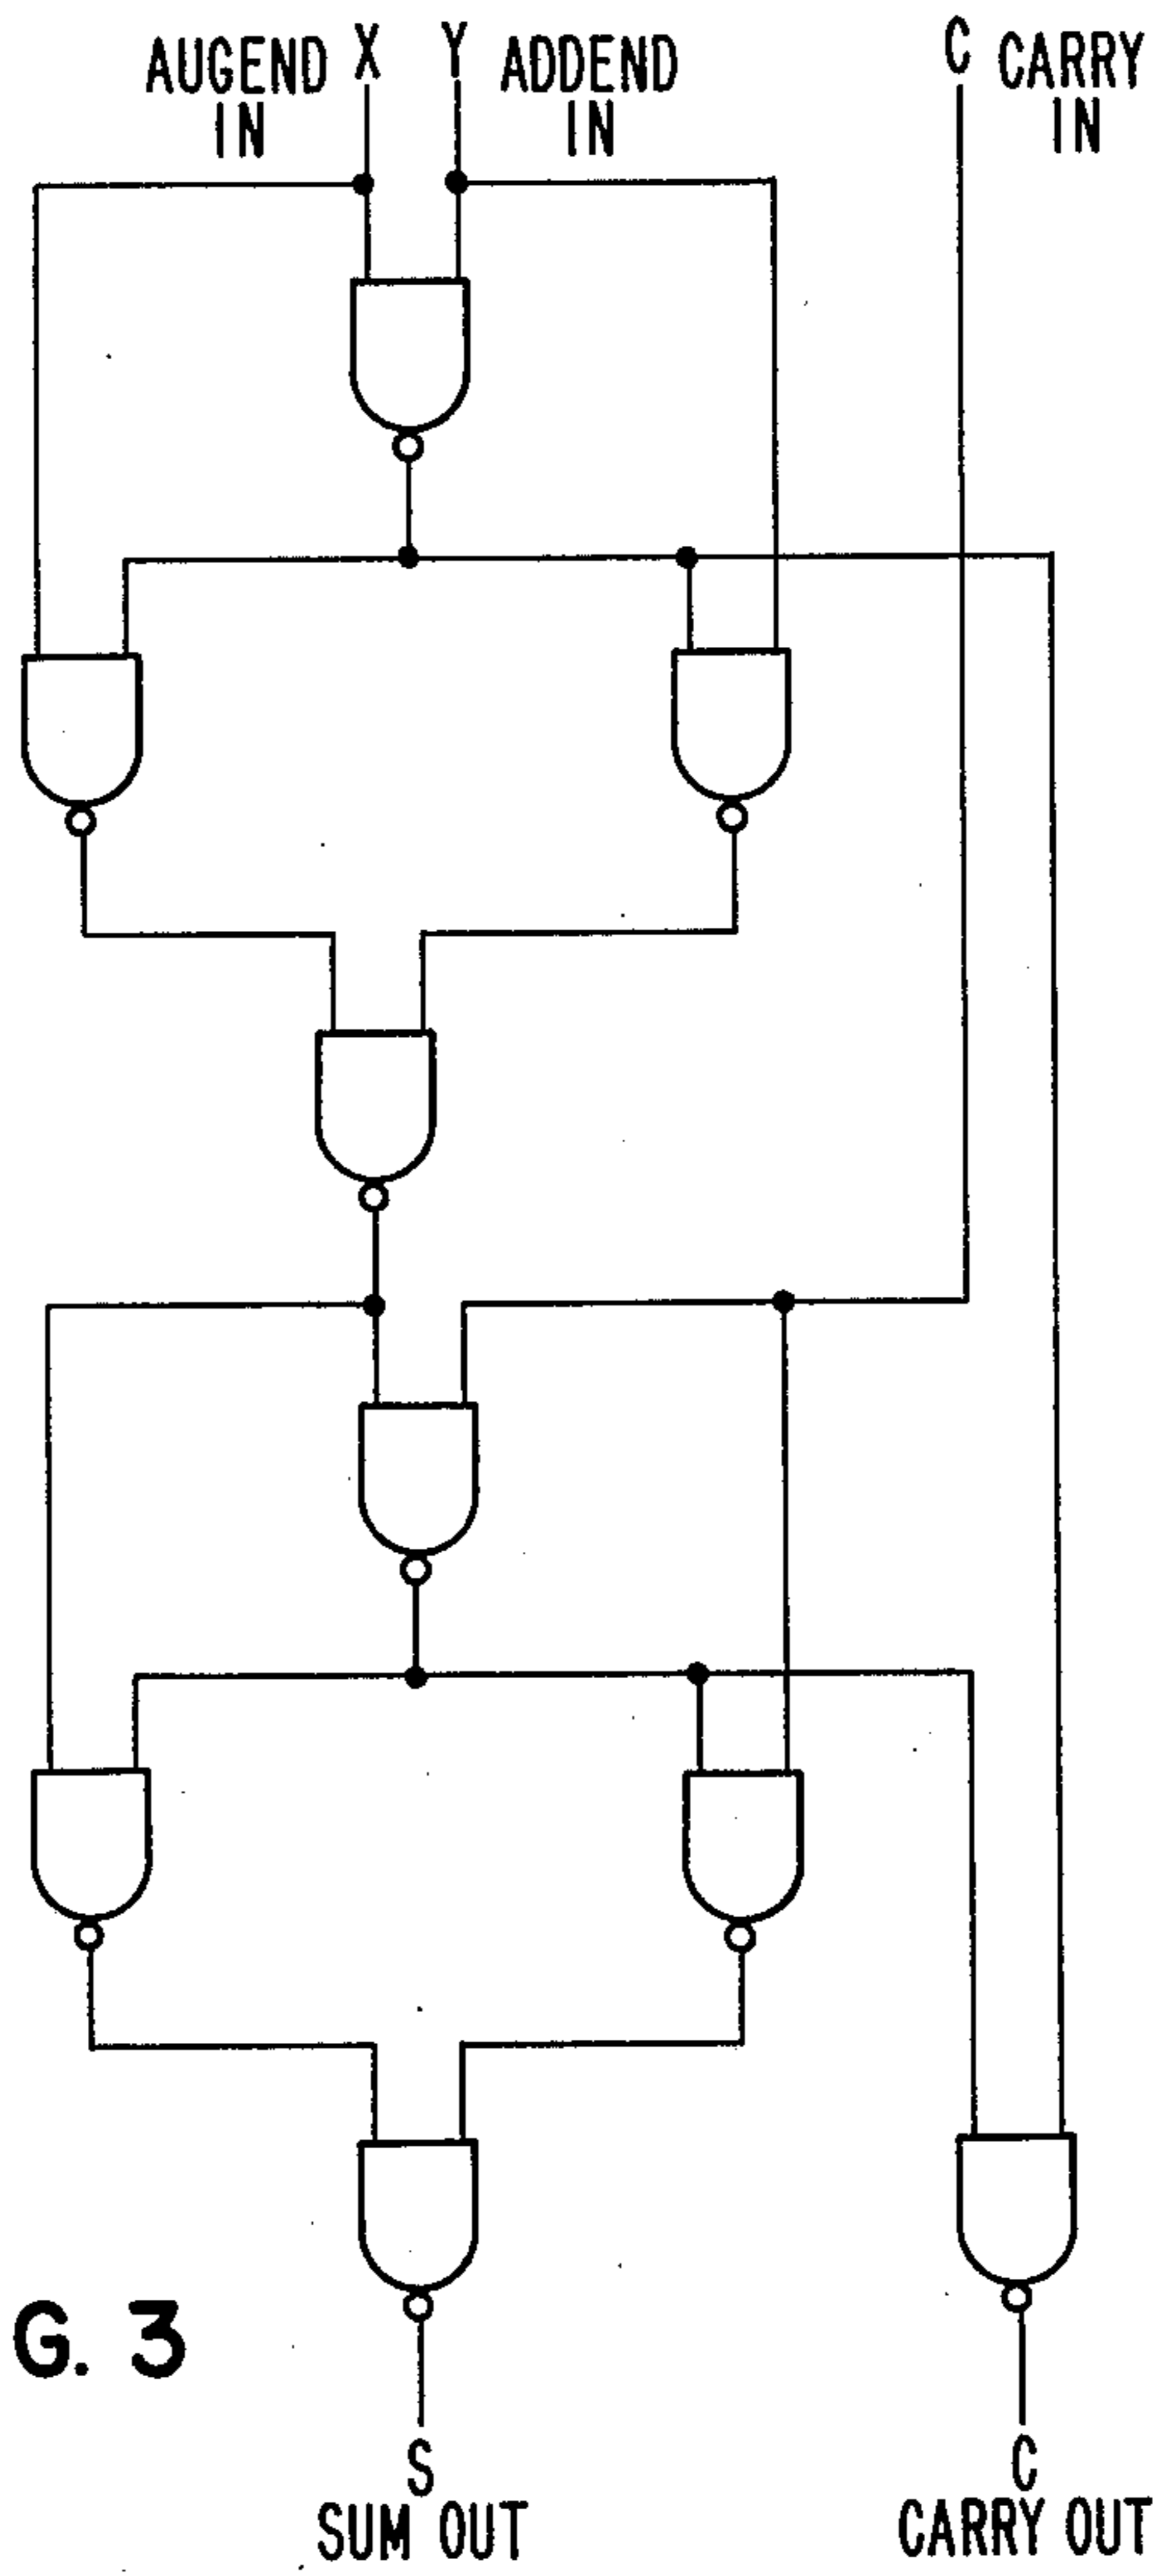 AUGEND IN
X
Y
ADDEND IN
C
CARRY IN
G. 3
S
SUM OUT
C
CARRY OUT